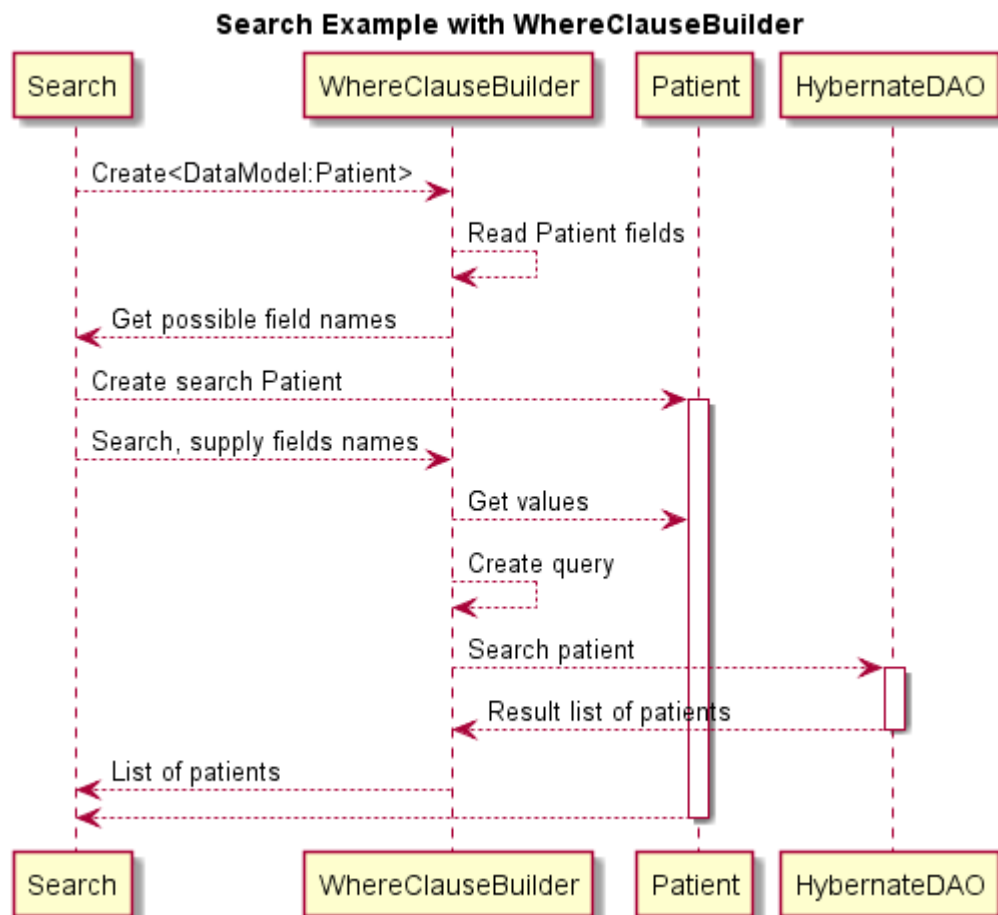 Search Example with WhereClauseBuilder
Search
WhereClauseBuilder
Patient
HybernateDAO
Create<DataModel:Patient>
Read Patient fields
Get possible field names
Create search Patient
Search, supply fields names
Get values
Create query
Search patient
Result list of patients
List of patients
Search
WhereClauseBuilder
Patient
HybernateDAO